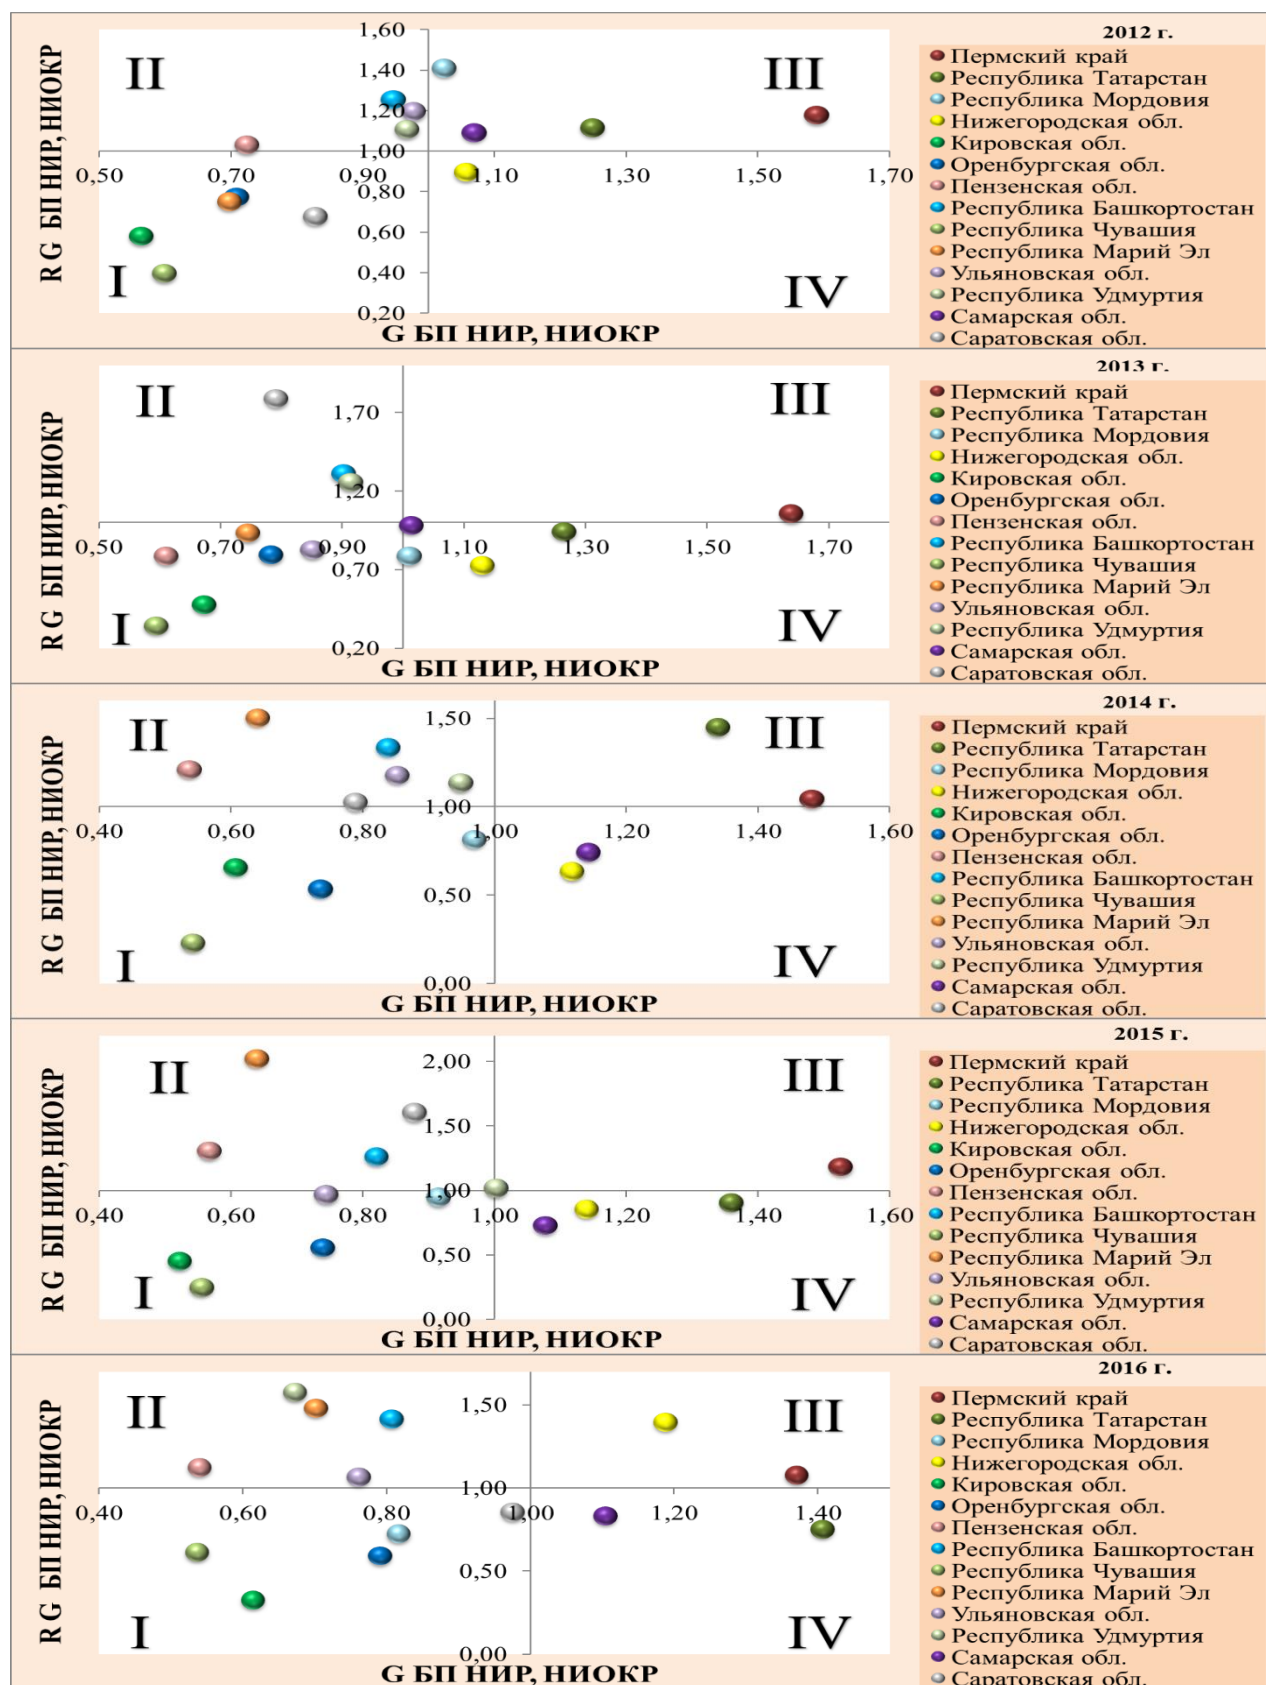 2012 г.
R G БП НИР, НИОКР
1,60
1,40
1,20
1,00
0,80
0,60
0,40
0,20
0,50
0,70
0,90
1,10
1,30
1,50
1,70
II
III
I
IV
G БП НИР, НИОКР
Пермский край
Республика Татарстан
Республика Мордовия
Нижегородская обл.
Кировская обл.
Оренбургская обл.
Пензенская обл.
Республика Башкортостан
Республика Чувашия
Республика Марий Эл
Ульяновская обл.
Республика Удмуртия
Самарская обл.
Саратовская обл.
2013 г.
R G БП НИР, НИОКР
1,70
1,20
0,70
0,20
0,50
0,70
0,90
1,10
1,30
1,50
1,70
II
III
I
IV
G БП НИР, НИОКР
Пермский край
Республика Татарстан
Республика Мордовия
Нижегородская обл.
Кировская обл.
Оренбургская обл.
Пензенская обл.
Республика Башкортостан
Республика Чувашия
Республика Марий Эл
Ульяновская обл.
Республика Удмуртия
Самарская обл.
Саратовская обл.
2014 г.
R G БП НИР, НИОКР
1,50
1,00
0,50
0,00
0,40
0,60
0,80
1,00
1,20
1,40
1,60
II
III
I
IV
G БП НИР, НИОКР
Пермский край
Республика Татарстан
Республика Мордовия
Нижегородская обл.
Кировская обл.
Оренбургская обл.
Пензенская обл.
Республика Башкортостан
Республика Чувашия
Республика Марий Эл
Ульяновская обл.
Республика Удмуртия
Самарская обл.
Саратовская обл.
2015 г.
R G БП НИР, НИОКР
2,00
1,50
1,00
0,50
0,00
0,40
0,60
0,80
1,00
1,20
1,40
1,60
II
III
I
IV
G БП НИР, НИОКР
Пермский край
Республика Татарстан
Республика Мордовия
Нижегородская обл.
Кировская обл.
Оренбургская обл.
Пензенская обл.
Республика Башкортостан
Республика Чувашия
Республика Марий Эл
Ульяновская обл.
Республика Удмуртия
Самарская обл.
Саратовская обл.
2016 г.
R G БП НИР, НИОКР
1,50
1,00
0,50
0,00
0,40
0,60
0,80
1,00
1,20
1,40
II
III
I
IV
G БП НИР, НИОКР
Пермский край
Республика Татарстан
Республика Мордовия
Нижегородская обл.
Кировская обл.
Оренбургская обл.
Пензенская обл.
Республика Башкортостан
Республика Чувашия
Республика Марий Эл
Ульяновская обл.
Республика Удмуртия
Самарская обл.
Саратовская обл.